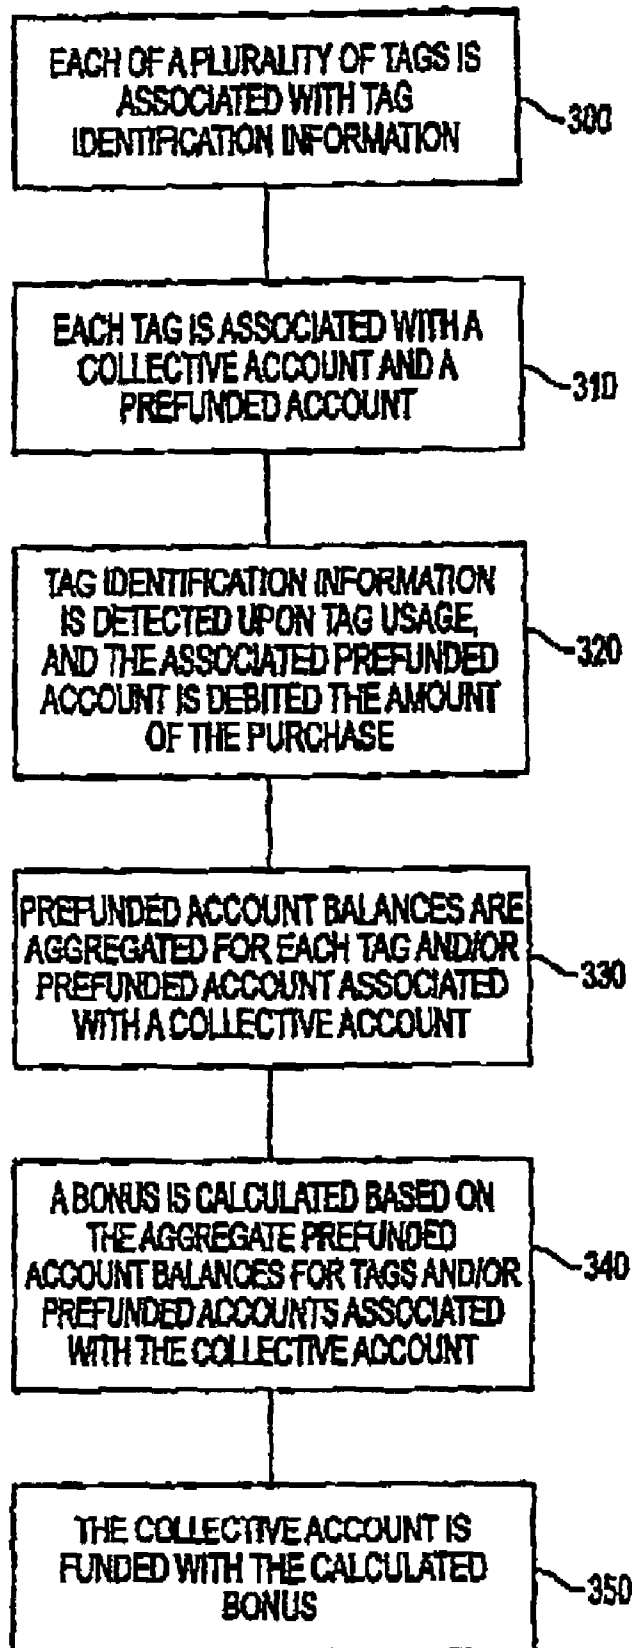 EACH OF A PLURALITY OF TAGS IS
ASSOCIATED WITH TAG
IDENTIFICATION INFORMATION
300
EACH TAG IS ASSOCIATED WITH A
COLLECTIVE ACCOUNT AND A
PREFUNDED ACCOUNT
310
TAG IDENTIFICATION INFORMATION
IS DETECTED UPON TAG USAGE,
AND THE ASSOCIATED PREFUNDED
ACCOUNT IS DEBITED THE AMOUNT
OF THE PURCHASE
320
PREFUNDED ACCOUNT BALANCES ARE
AGGREGATED FOR EACH TAG AND/OR
PREFUNDED ACCOUNT ASSOCIATED
WITH A COLLECTIVE ACCOUNT
330
A BONUS IS CALCULATED BASED ON
THE AGGREGATE PREFUNDED
ACCOUNT BALANCES FOR TAGS AND/OR
PREFUNDED ACCOUNTS ASSOCIATED
WITH THE COLLECTIVE ACCOUNT
340
THE COLLECTIVE ACCOUNT IS
FUNDED WITH THE CALCULATED
BONUS
350